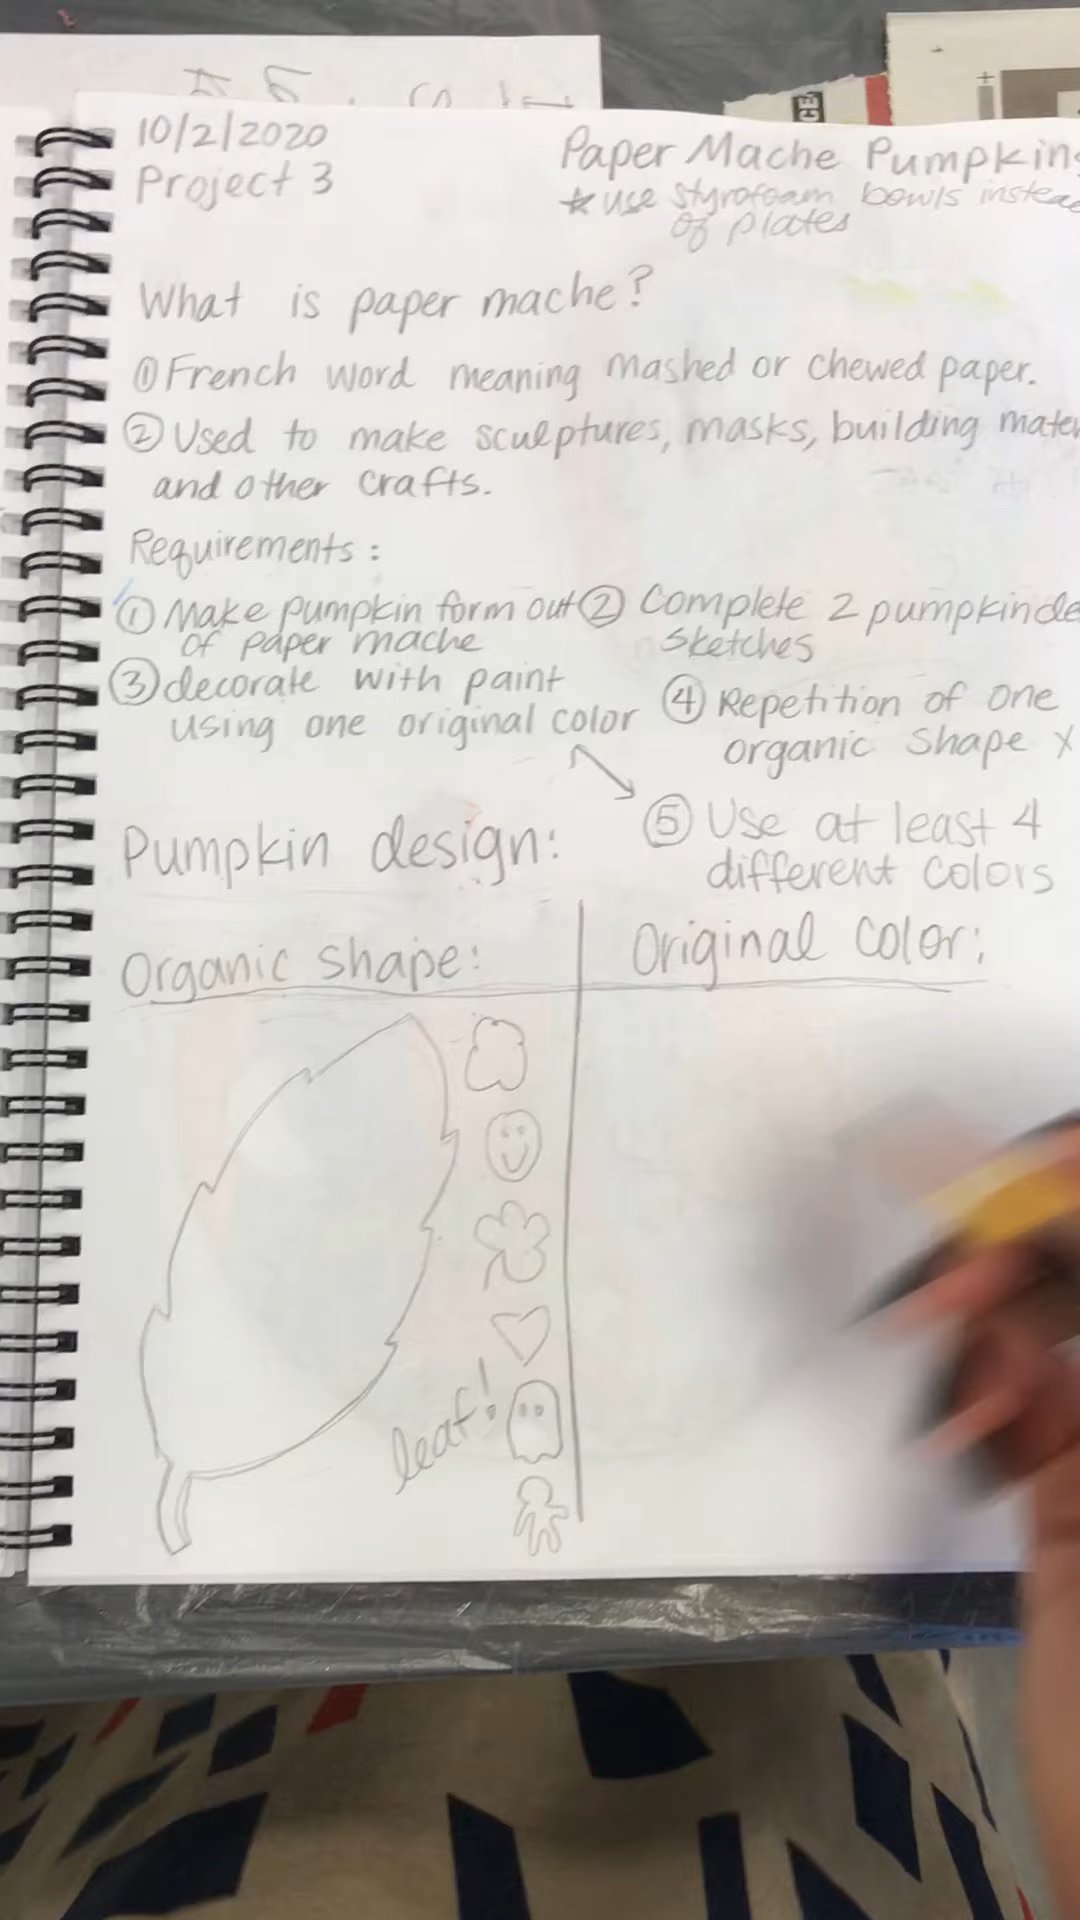 10/2/2020
Project 3
Paper Mache Pumpkins
*use Styrofoam bowls instead
of plates
What is paper mache?
① French word meaning mashed or chewed paper.
② Used to make sculptures, masks, building
and other crafts.
Requirements:
① Make pumpkin form out
of paper mache
② Complete 2 pumpkin
sketches
③ decorate with paint
using one original color
④ Repetition of one
organic shape x
⑤ Use at least 4
different colors
Pumpkin design:
Organic shape:
Original color:
leaf!
CE